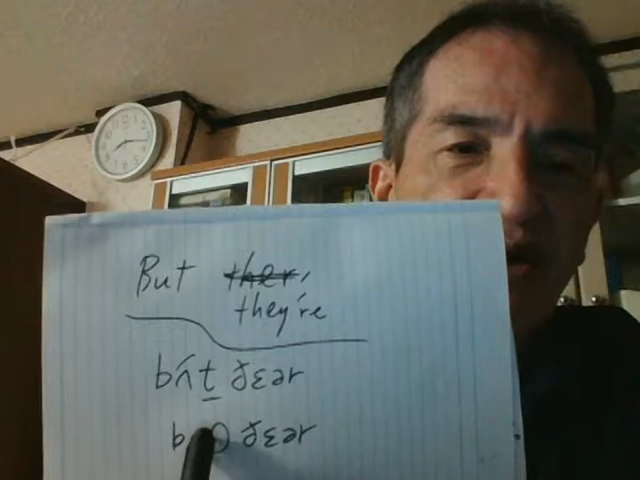 But ther,
they're
bʌ́t̲ ðɛər
b ðɛər